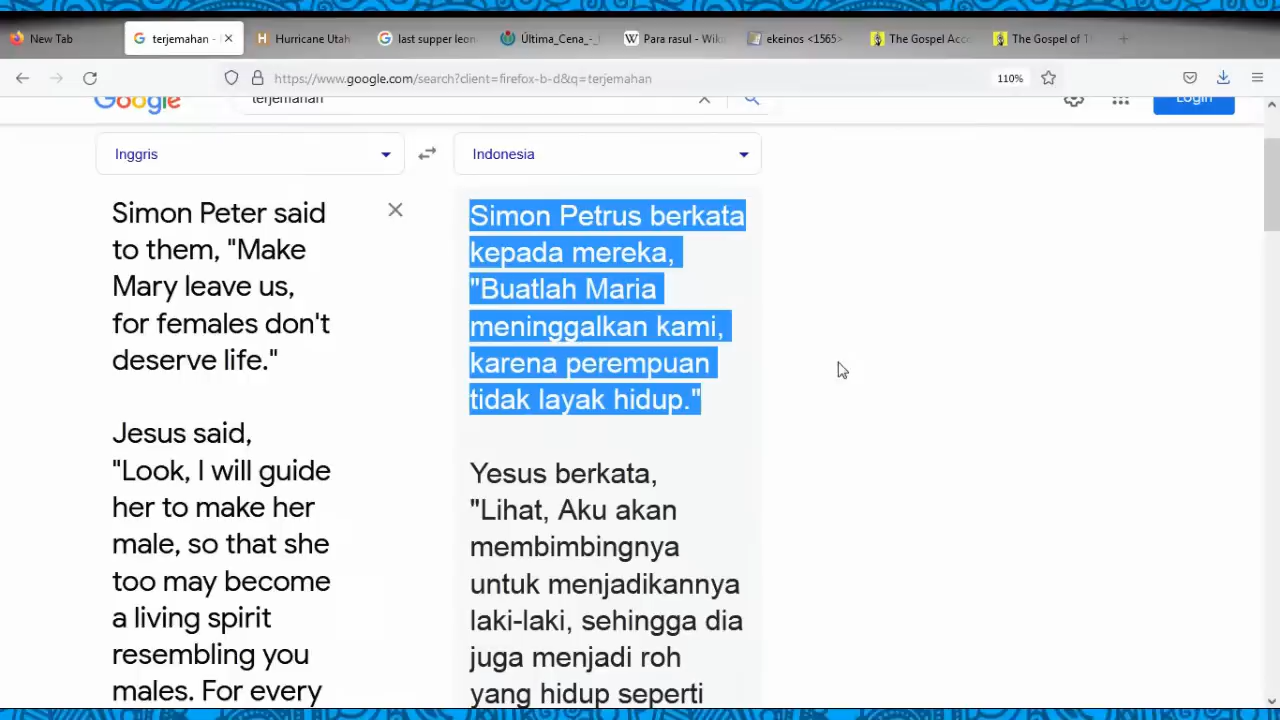 New Tab
terjemahan -
Hurricane Utah
last supper leon
Última_Cena_-_
Para rasul - Wiki
ekeinos <1565>
The Gospel Acc
The Gospel of T
https://www.google.com/search?client=firefox-b-d&q=terjemahan
110%
Google
terjemahan
Login
Inggris
Indonesia
Simon Peter said
to them, "Make
Mary leave us,
for females don't
deserve life."
Jesus said,
"Look, I will guide
her to make her
male, so that she
too may become
a living spirit
resembling you
males. For every
Simon Petrus berkata
kepada mereka,
"Buatlah Maria
meninggalkan kami,
karena perempuan
tidak layak hidup."
Yesus berkata,
"Lihat, Aku akan
membimbingnya
untuk menjadikannya
laki-laki, sehingga dia
juga menjadi roh
yang hidup seperti